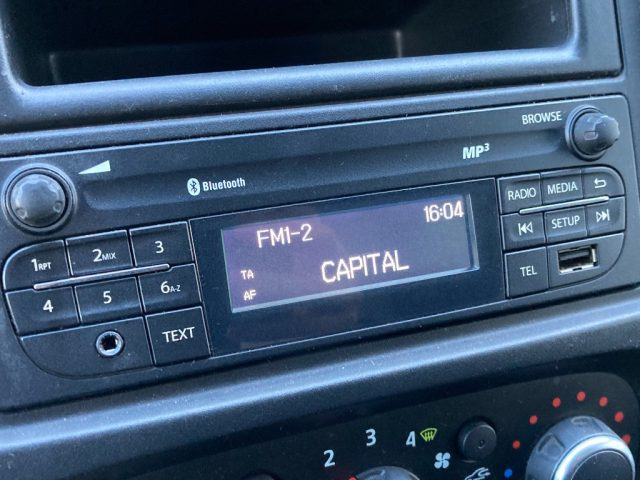 BROWSE
MP3
Bluetooth
RADIO MEDIA
SETUP
TEL
1RPT 2MIX 3
4 5 6A-Z
TEXT
FM1-2 16:04
TA CAPITAL
AF
2 3 4